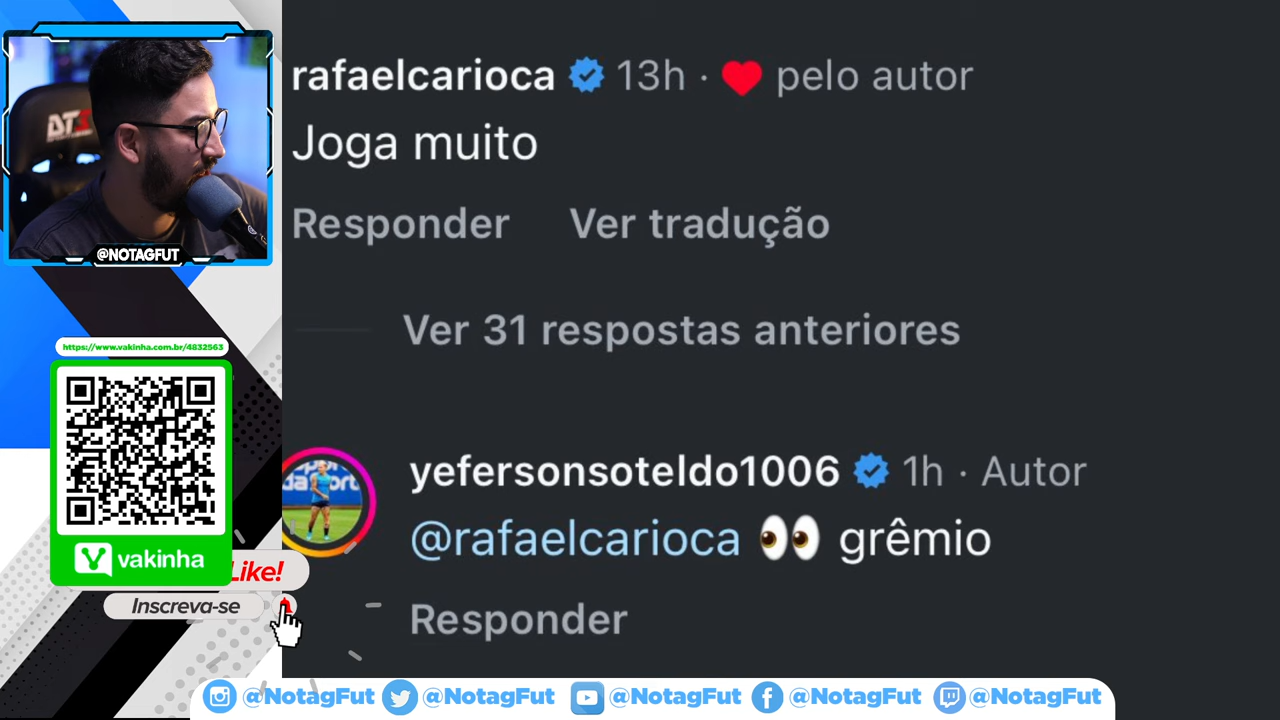 rafaelcarioca 13h · pelo autor
Joga muito
Responder Ver tradução
Ver 31 respostas anteriores
yefersonsoteldo1006 1h · Autor
@rafaelcarioca 👀 grêmio
Responder
@NOTAGFUT
https://www.vakinha.com.br/4832563
vakinha
Like!
Inscreva-se
@NotagFut @NotagFut @NotagFut @NotagFut @NotagFut